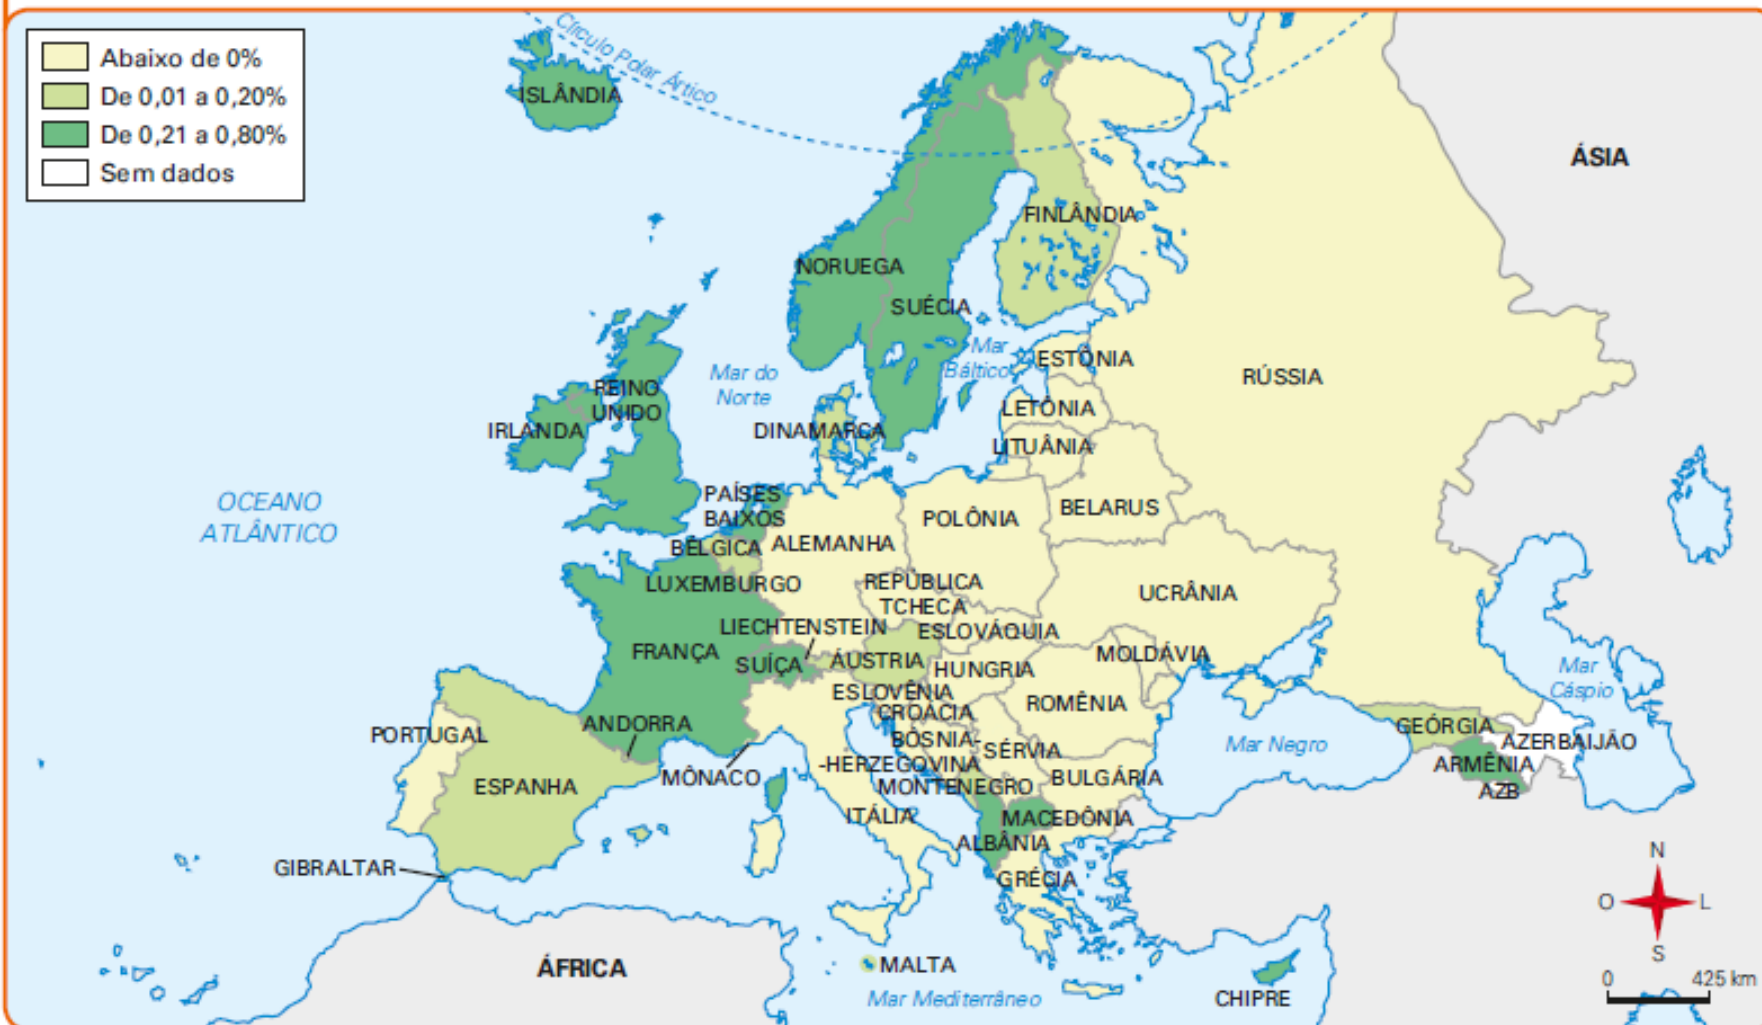 Abaixo de 0%
De 0,01 a 0,20%
De 0,21 a 0,80%
Sem dados
Círculo Polar Ártico
ISLÂNDIA
ÁSIA
FINLÂNDIA
NORUEGA
SUÉCIA
Mar
Báltico
ESTÔNIA
RÚSSIA
Mar do
Norte
REINO
UNIDO
LETÔNIA
IRLANDA
DINAMARCA
LITUÂNIA
OCEANO
ATLÂNTICO
PAÍSES
BAIXOS
BELARUS
POLÔNIA
BÉLGICA
ALEMANHA
LUXEMBURGO
REPÚBLICA
TCHECA
UCRÂNIA
LIECHTENSTEIN
ESLOVÁQUIA
FRANÇA
SUÍÇA
ÁUSTRIA
HUNGRIA
MOLDÁVIA
Mar
Cáspio
ESLOVÊNIA
CROÁCIA
ROMÊNIA
ANDORRA
PORTUGAL
BÓSNIA-
-HERZEGOVINA
SÉRVIA
Mar Negro
GEÓRGIA
AZERBAIJÃO
ARMÊNIA
AZB
ESPANHA
MÔNACO
MONTENEGRO
BULGÁRIA
ITÁLIA
MACEDÔNIA
ALBÂNIA
GIBRALTAR
GRÉCIA
N
O
L
S
ÁFRICA
MALTA
Mar Mediterrâneo
CHIPRE
0
425 km